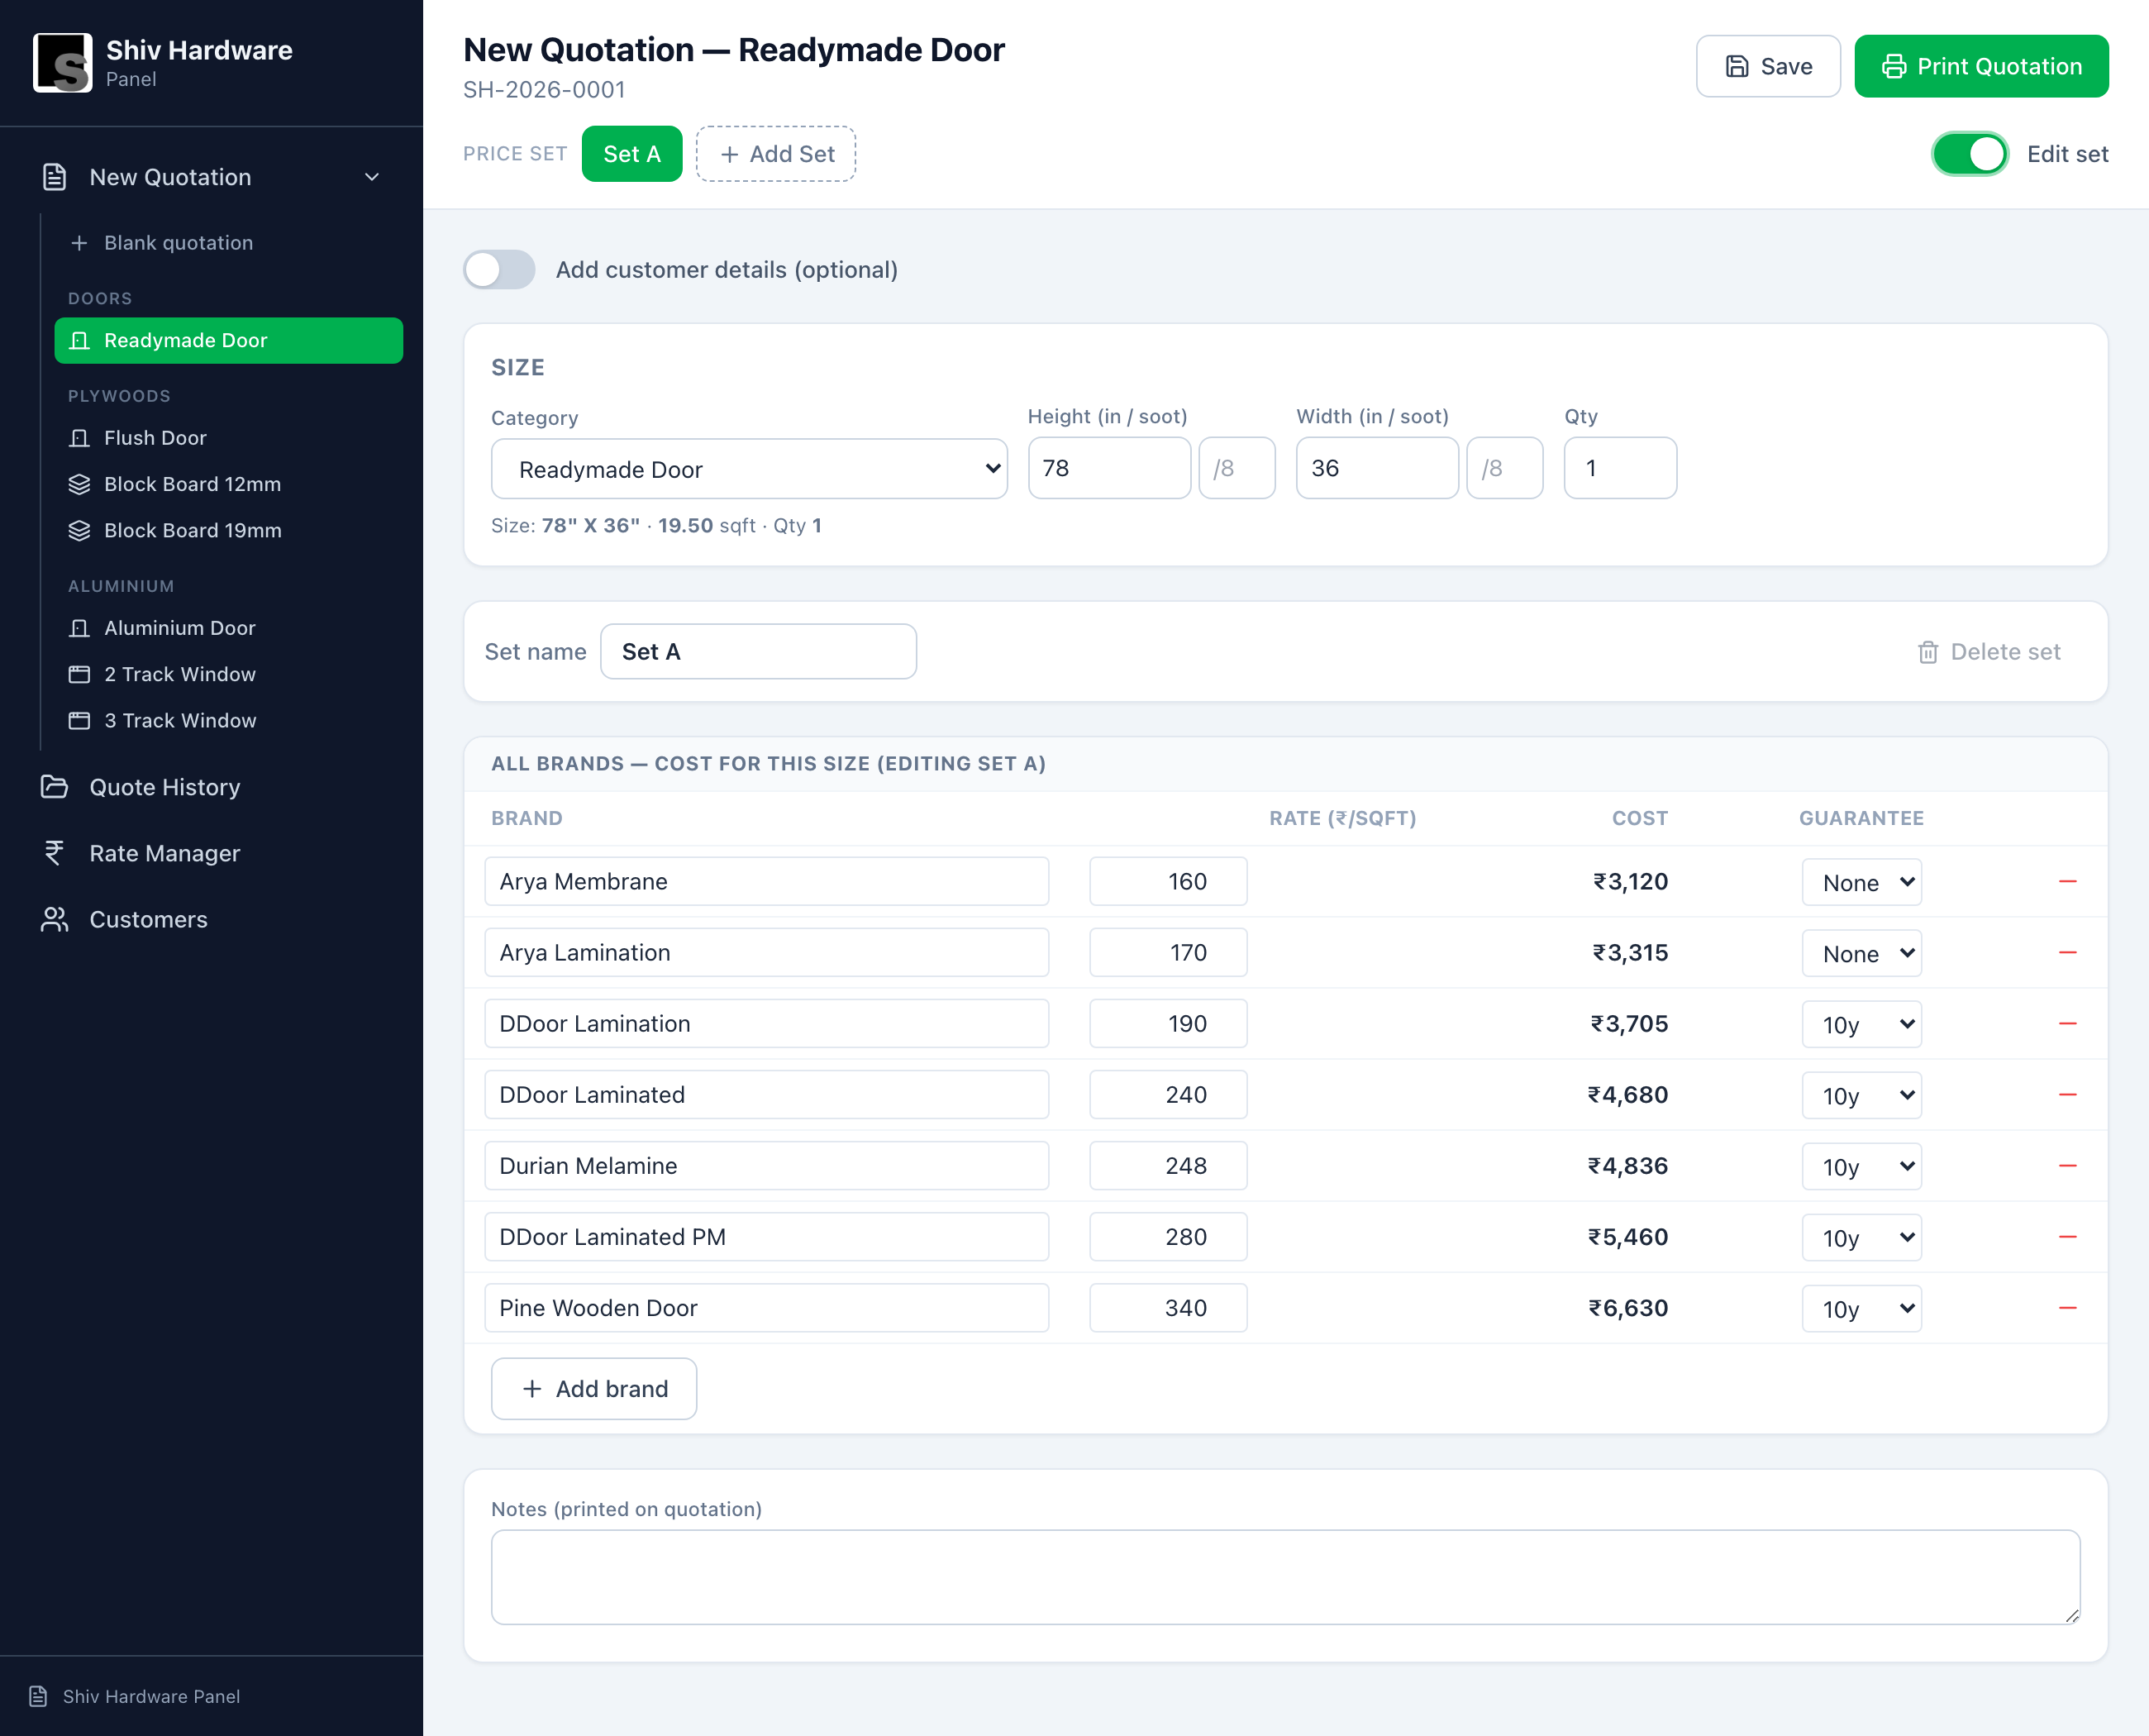 S
Shiv Hardware
Panel
New Quotation
Blank quotation
DOORS
Readymade Door
PLYWOODS
Flush Door
Block Board 12mm
Block Board 19mm
ALUMINIUM
Aluminium Door
2 Track Window
3 Track Window
Quote History
Rate Manager
Customers
Shiv Hardware Panel
New Quotation — Readymade Door
SH-2026-0001
Save
Print Quotation
PRICE SET
Set A
+ Add Set
Edit set
Add customer details (optional)
SIZE
Category
Height (in / soot)
Width (in / soot)
Qty
Readymade Door
78
/8
36
/8
1
Size: 78" X 36" · 19.50 sqft · Qty 1
Set name
Set A
Delete set
ALL BRANDS — COST FOR THIS SIZE (EDITING SET A)
BRAND RATE (₹/SQFT) COST GUARANTEE
Arya Membrane 160 ₹3,120 None
Arya Lamination 170 ₹3,315 None
DDoor Lamination 190 ₹3,705 10y
DDoor Laminated 240 ₹4,680 10y
Durian Melamine 248 ₹4,836 10y
DDoor Laminated PM 280 ₹5,460 10y
Pine Wooden Door 340 ₹6,630 10y
+ Add brand
Notes (printed on quotation)